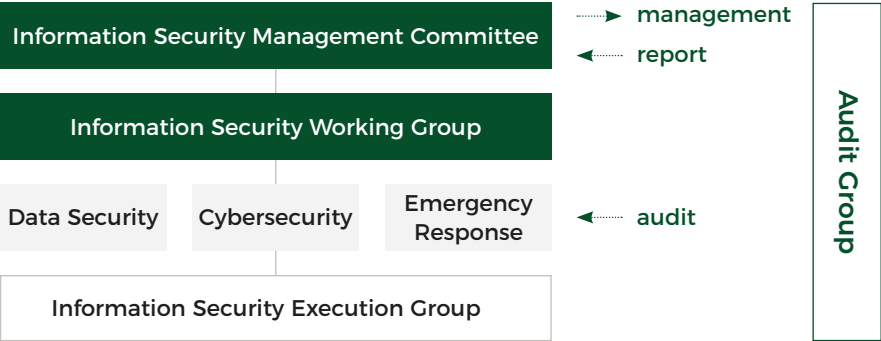 Information Security Management Committee
management
report
Information Security Working Group
Data Security
Cybersecurity
Emergency
Response
audit
Information Security Execution Group
Audit Group